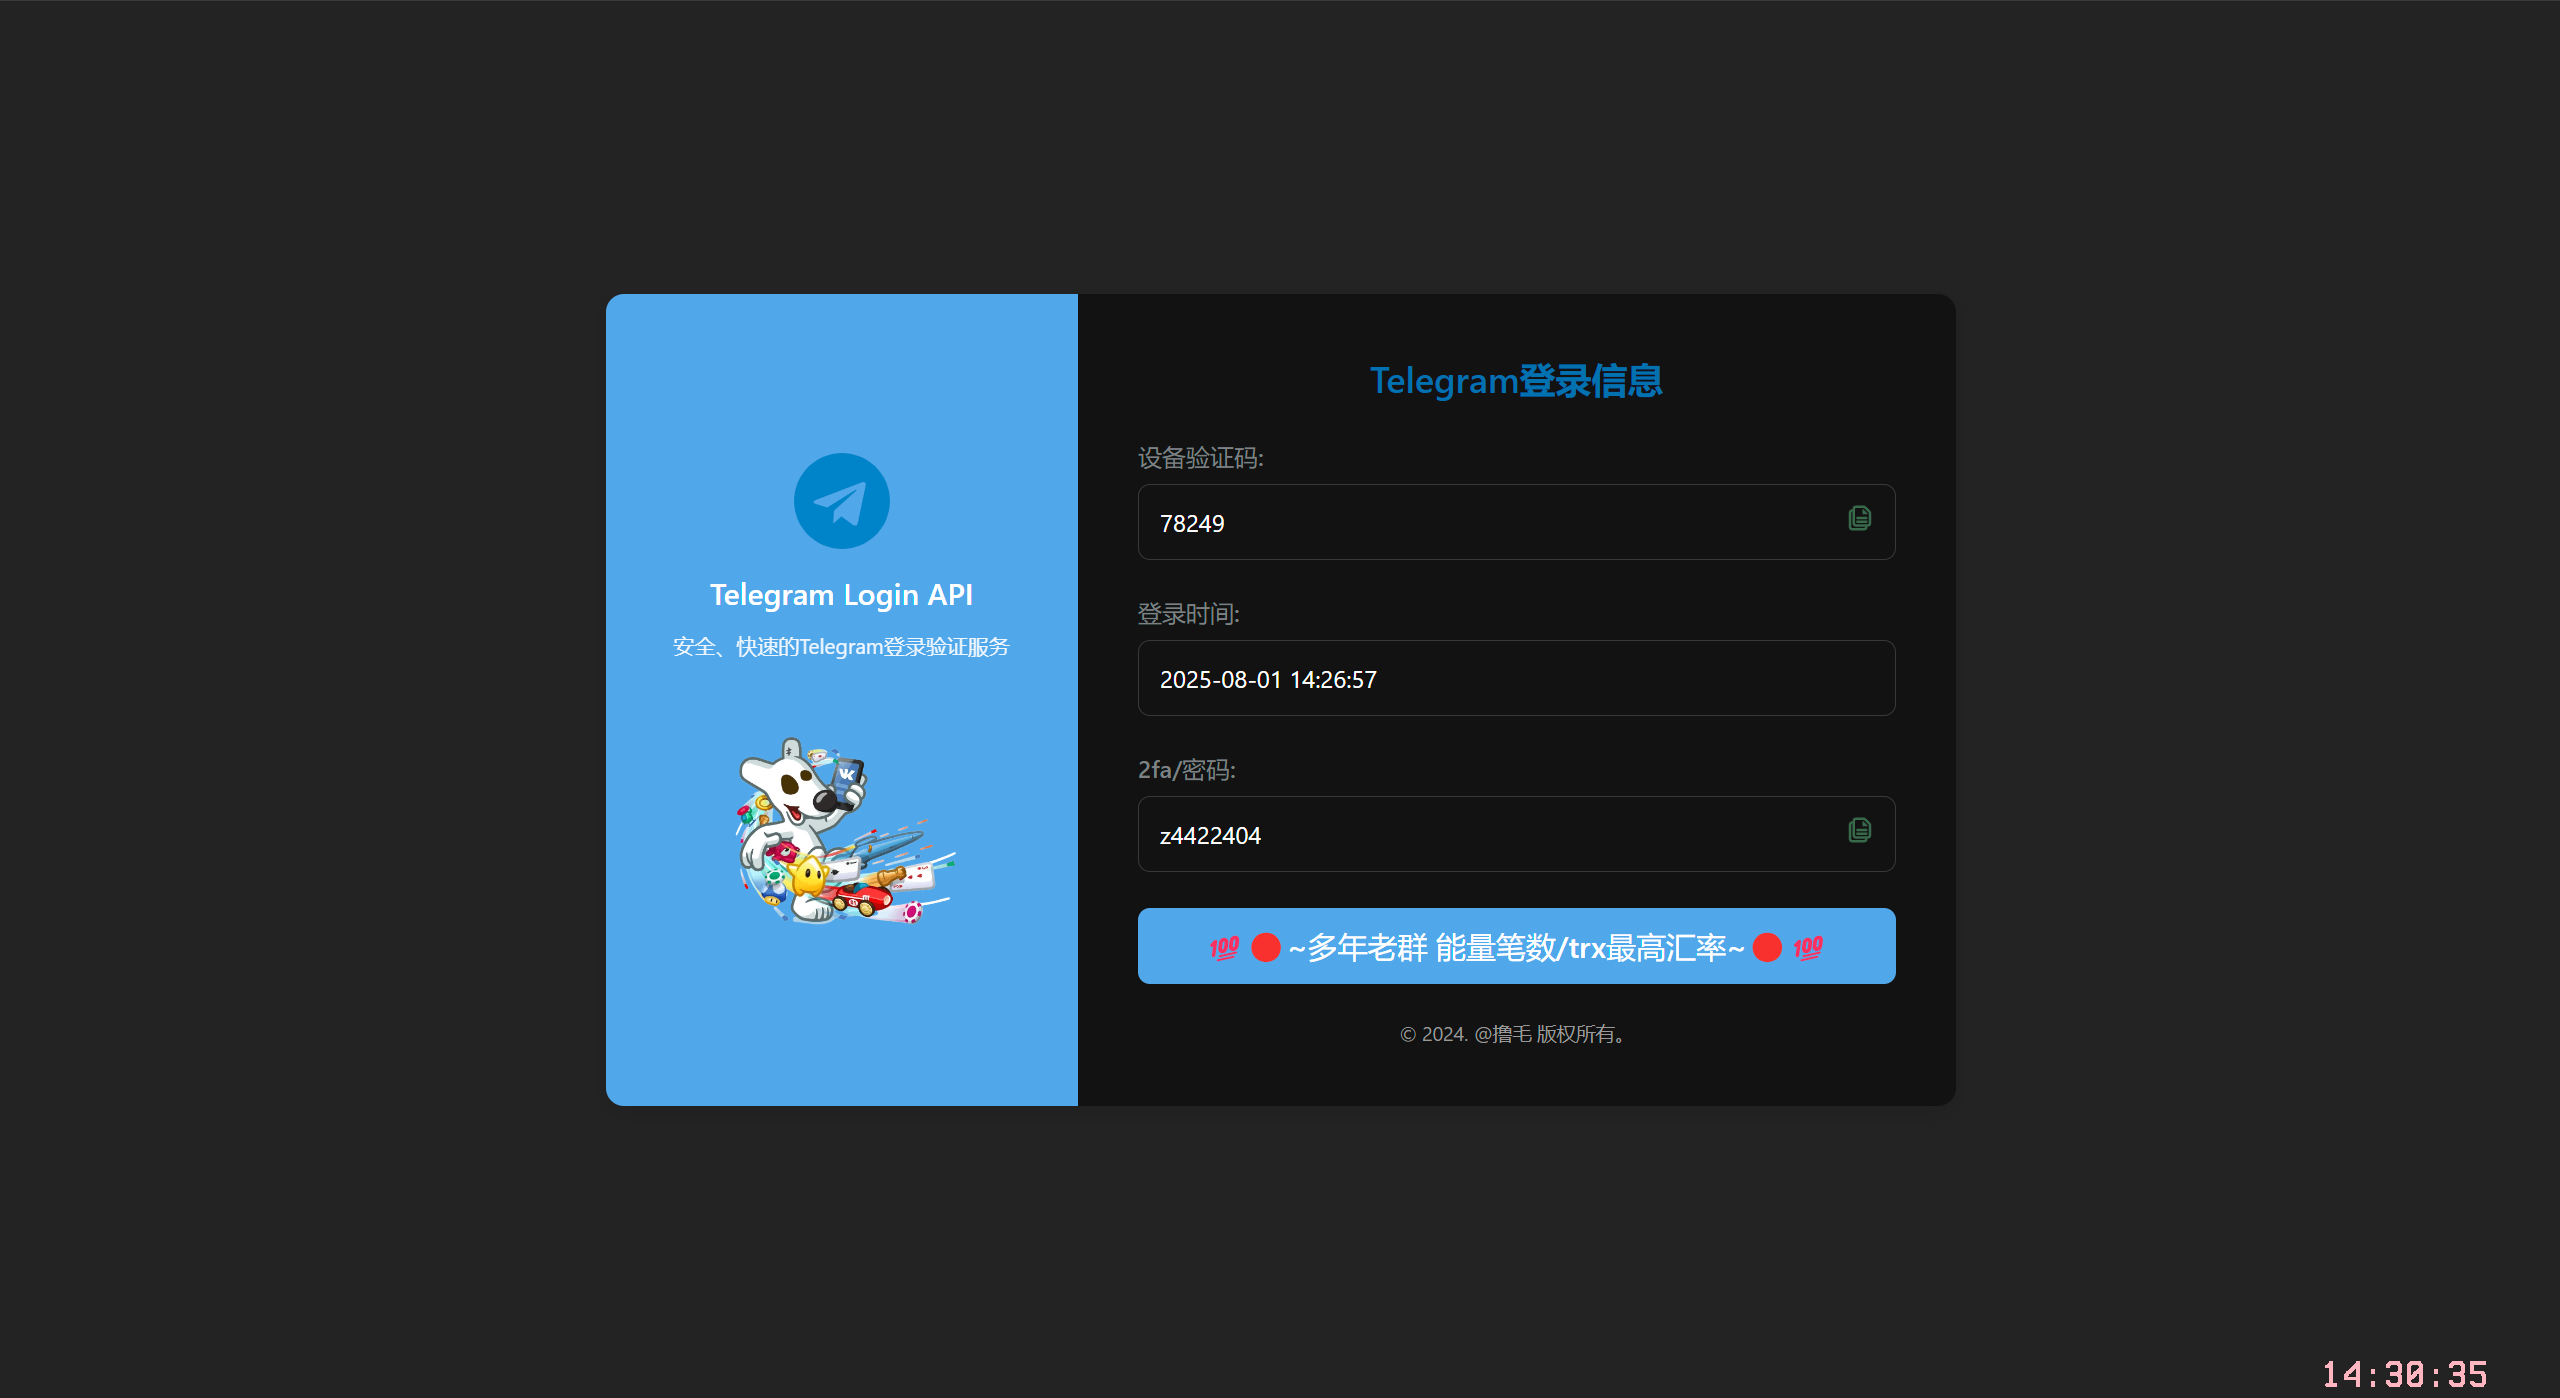 Telegram Login API
安全、快速的Telegram登录验证服务
Telegram登录信息
设备验证码:
78249
登录时间:
2025-08-01 14:26:57
2fa/密码:
z4422404
💯 🔴 ~多年老群 能量笔数/trx最高汇率~ 🔴 💯
© 2024. @撸毛 版权所有。
14:30:35